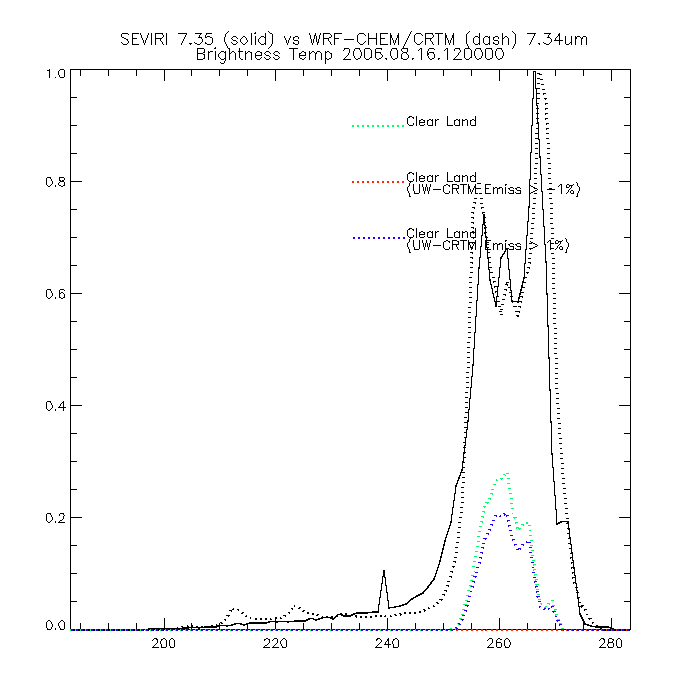 SEVIRI 7.35 (solid) vs WRF-CHEM/CRTM (dash) 7.34um
Brightness Temp 2006.08.16.120000
1.0
Clear Land
0.8
Clear Land
(UW-CRTM Emiss > -1%)
Clear Land
(UW-CRTM Emiss > 1%)
0.6
0.4
0.2
0.0
200 220 240 260 280